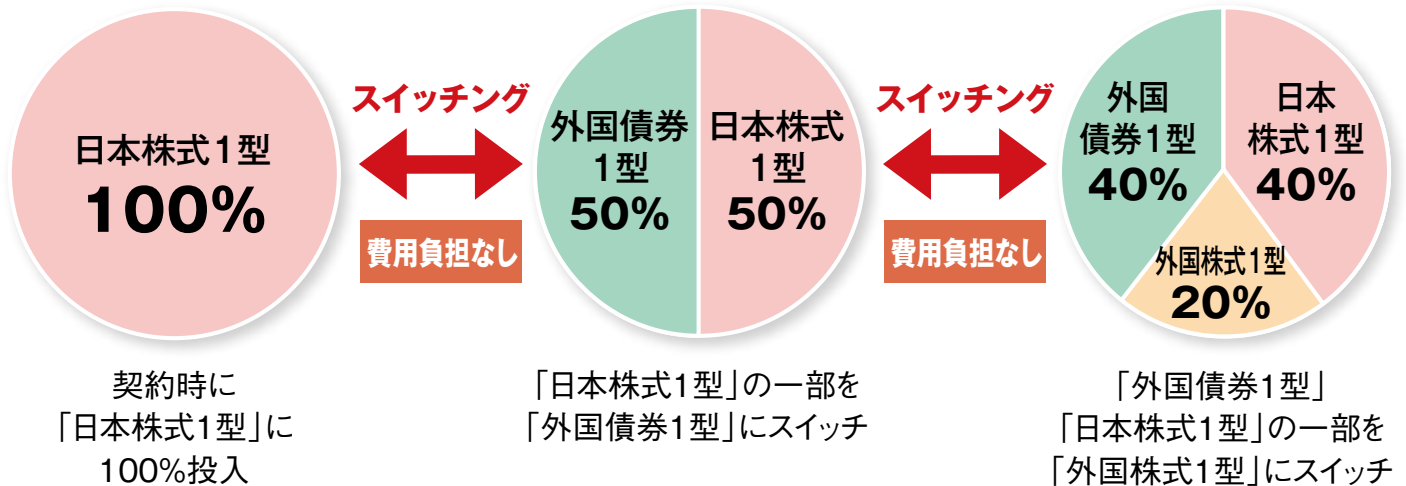 日本株式1型
100%
スイッチング
費用負担なし
外国債券
1型
50%
日本株式
1型
50%
スイッチング
費用負担なし
外国
債券1型
40%
日本
株式1型
40%
外国株式1型
20%
契約時に
「日本株式1型」に
100%投入
「日本株式1型」の一部を
「外国債券1型」にスイッチ
「外国債券1型」
「日本株式1型」の一部を
「外国株式1型」にスイッチ